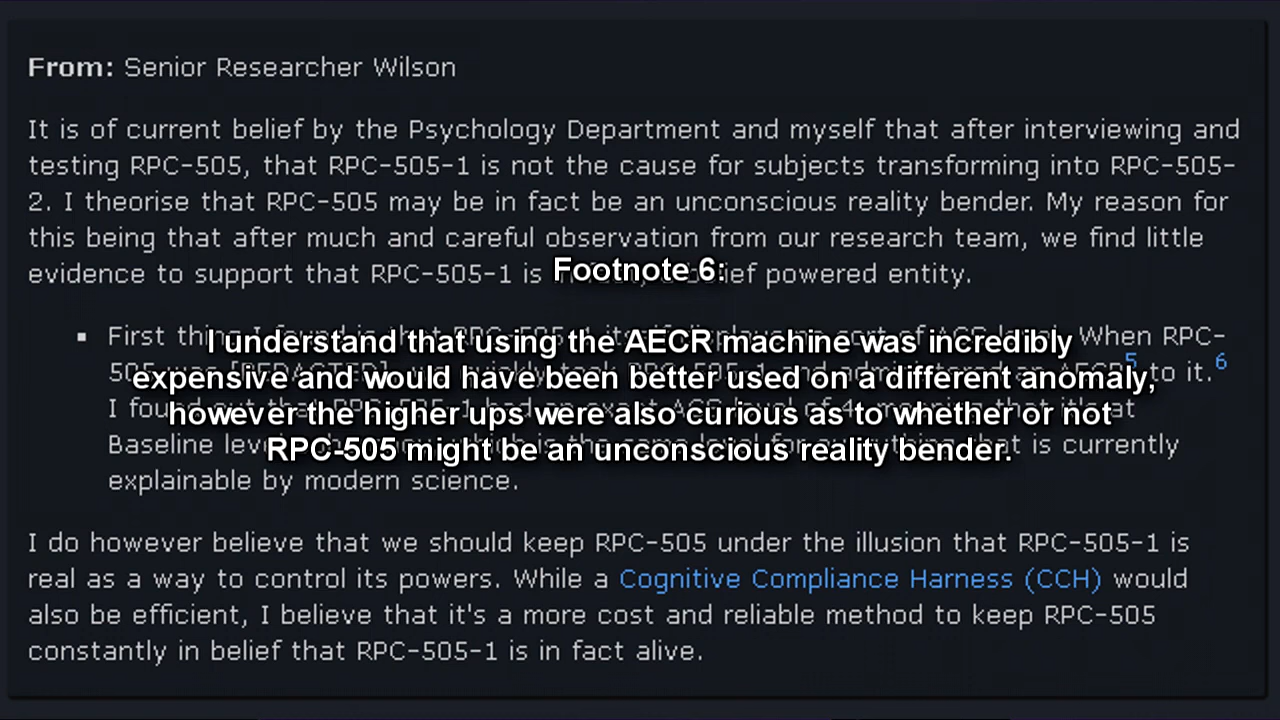 From: Senior Researcher Wilson
It is of current belief by the Psychology Department and myself that after interviewing and
testing RPC-505, that RPC-505-1 is not the cause for subjects transforming into RPC-505-
2. I theorise that RPC-505 may be in fact be an unconscious reality bender. My reason for
this being that after much and careful observation from our research team, we find little
evidence to support that RPC-505-1 is belief powered entity.
Footnote 6:
I understand that using the AECR machine was incredibly
expensive and would have been better used on a different anomaly,
however the higher ups were also curious as to whether or not
RPC-505 might be an unconscious reality bender.
▪ First thing I found is that When RPC-
to it.6
I
Baseline is currently
explainable by modern science.
I do however believe that we should keep RPC-505 under the illusion that RPC-505-1 is
real as a way to control its powers. While a Cognitive Compliance Harness (CCH) would
also be efficient, I believe that it's a more cost and reliable method to keep RPC-505
constantly in belief that RPC-505-1 is in fact alive.